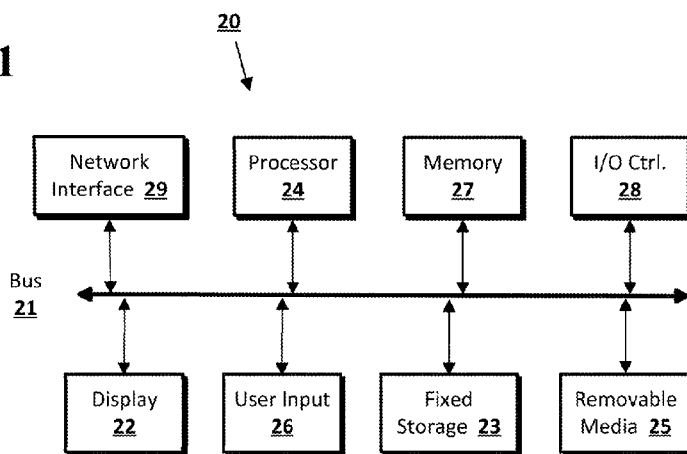 20
1
Network
Interface 29
Processor
24
Memory
27
I/O Ctrl.
28
Bus
21
Display
22
User Input
26
Fixed
Storage 23
Removable
Media 25